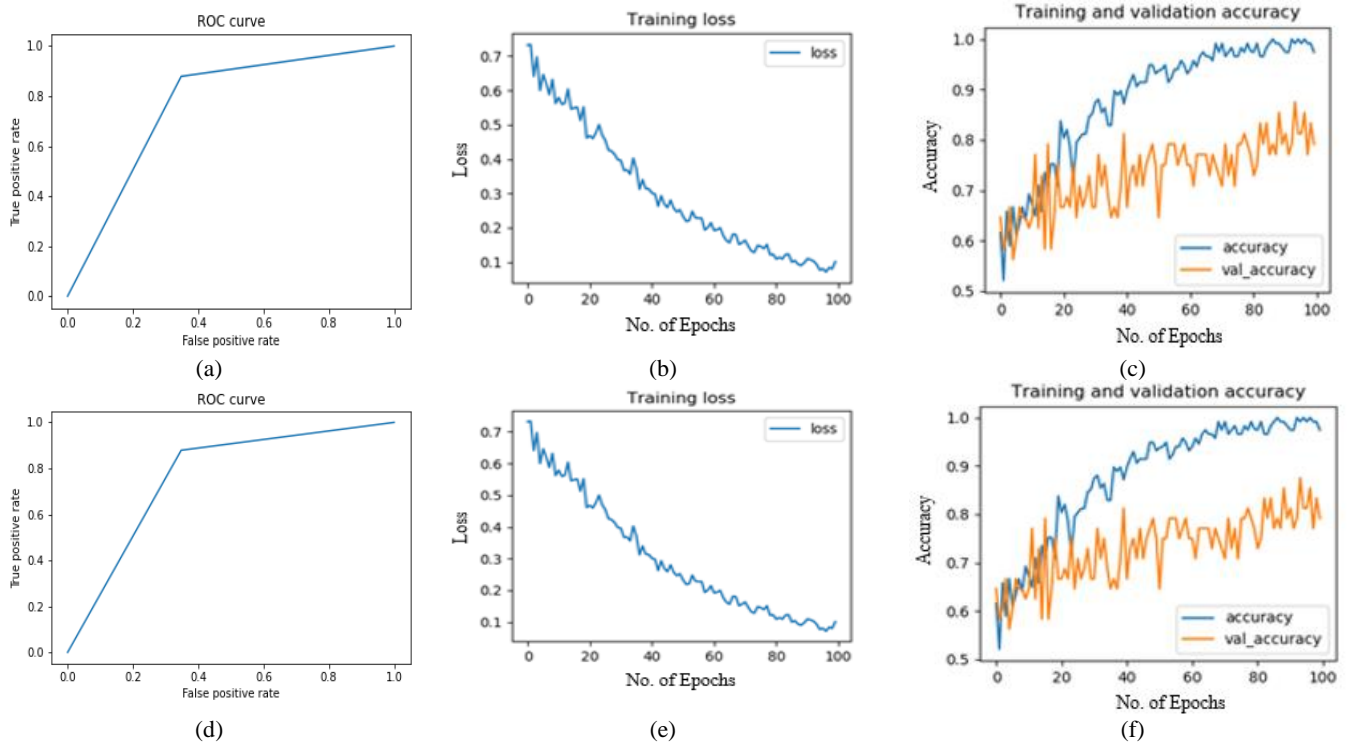 ROC curve
1.0
0.8
0.6
0.4
0.2
0.0
True positive rate
0.0 0.2 0.4 0.6 0.8 1.0
False positive rate
(a)
Training loss
loss
0.7
0.6
0.5
0.4
0.3
0.2
0.1
Loss
0 20 40 60 80 100
No. of Epochs
(b)
Training and validation accuracy
1.0
0.9
0.8
0.7
0.6
0.5
Accuracy
accuracy
val_accuracy
0 20 40 60 80 100
No. of Epochs
(c)
ROC curve
1.0
0.8
0.6
0.4
0.2
0.0
True positive rate
0.0 0.2 0.4 0.6 0.8 1.0
False positive rate
(d)
Training loss
loss
0.7
0.6
0.5
0.4
0.3
0.2
0.1
Loss
0 20 40 60 80 100
No. of Epochs
(e)
Training and validation accuracy
1.0
0.9
0.8
0.7
0.6
0.5
Accuracy
accuracy
val_accuracy
0 20 40 60 80 100
No. of Epochs
(f)